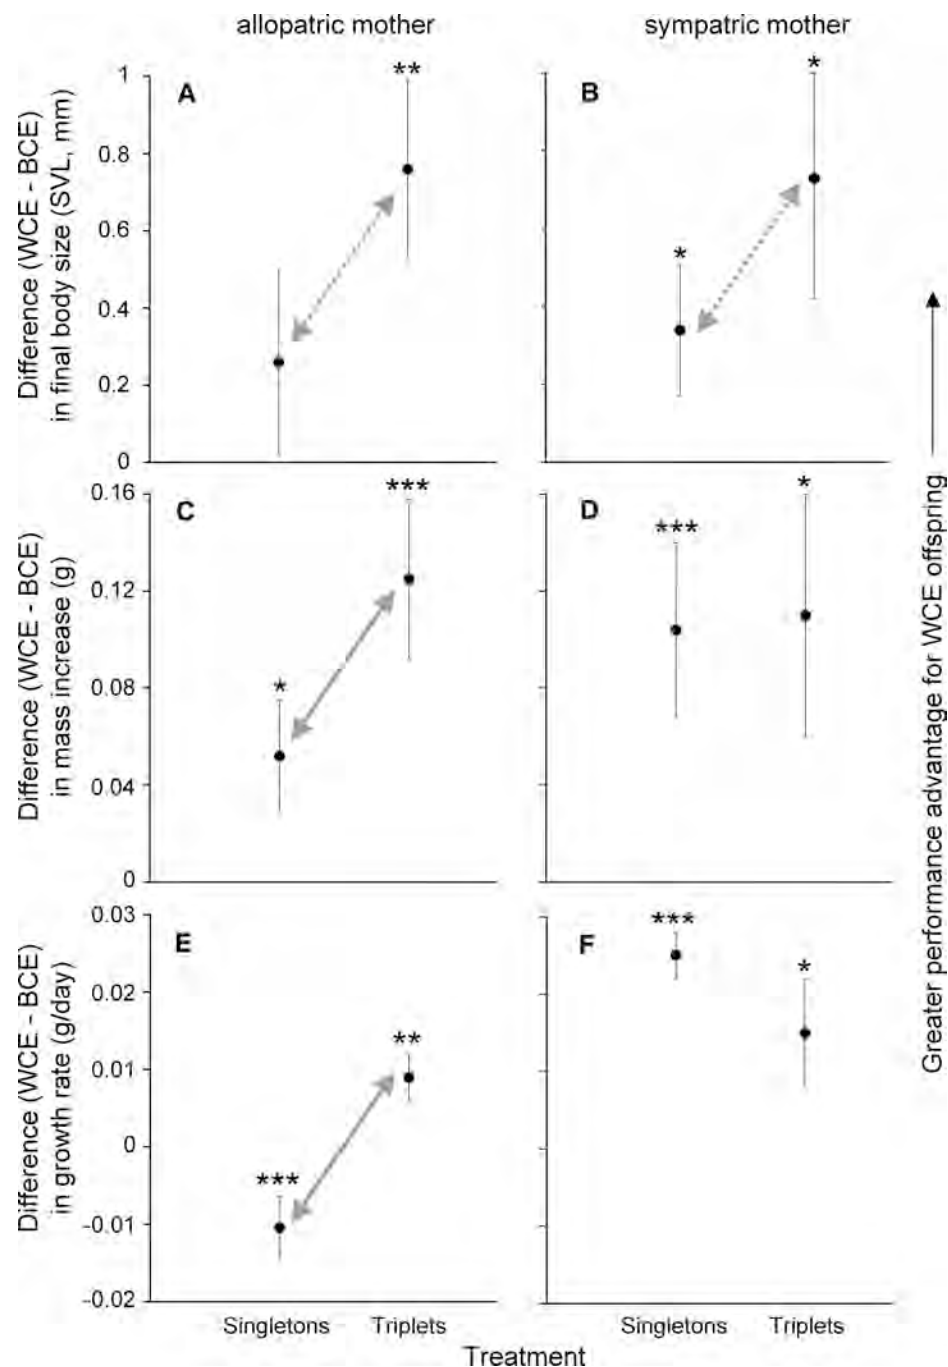 allopatric mother
sympatric mother
Difference (WCE - BCE)
in final body size (SVL, mm)
1
0.8
0.6
0.4
0.2
0
A
**
B
*
*
Difference (WCE - BCE)
in mass increase (g)
0.16
0.12
0.08
0.04
0
C
***
*
D
***
*
Difference (WCE - BCE)
in growth rate (g/day)
0.03
0.02
0.01
0
-0.01
-0.02
E
**
***
F
***
*
Singletons
Triplets
Singletons
Triplets
Treatment
Greater performance advantage for WCE offspring